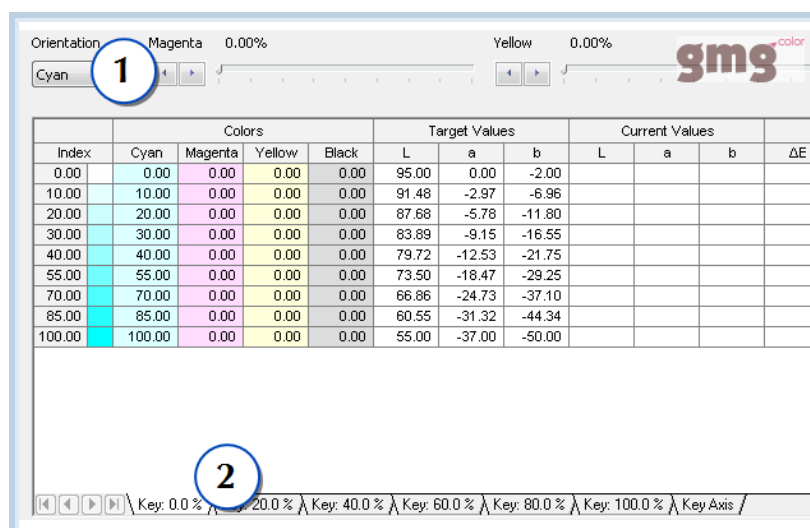 Orientation Magenta 0.00% Yellow 0.00%
gmg color
Cyan 1
Colors Target Values Current Values
Index Cyan Magenta Yellow Black L a b L a b ΔE
0.00 0.00 0.00 0.00 0.00 95.00 0.00 -2.00
10.00 10.00 0.00 0.00 0.00 91.48 -2.97 -6.96
20.00 20.00 0.00 0.00 0.00 87.68 -5.78 -11.80
30.00 30.00 0.00 0.00 0.00 83.89 -9.15 -16.55
40.00 40.00 0.00 0.00 0.00 79.72 -12.53 -21.75
55.00 55.00 0.00 0.00 0.00 73.50 -18.47 -29.25
70.00 70.00 0.00 0.00 0.00 66.86 -24.73 -37.10
85.00 85.00 0.00 0.00 0.00 60.55 -31.32 -44.34
100.00 100.00 0.00 0.00 0.00 55.00 -37.00 -50.00
2
Key: 0.0 % 20.0 % Key: 40.0 % Key: 60.0 % Key: 80.0 % Key: 100.0 % Key Axis